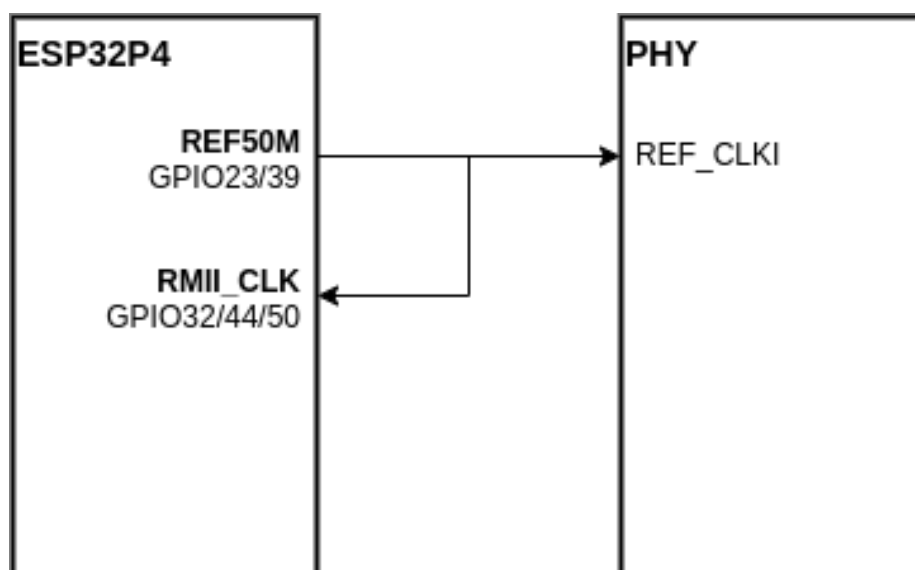 ESP32P4
PHY
REF50M
GPIO23/39
REF_CLKI
RMII_CLK
GPIO32/44/50